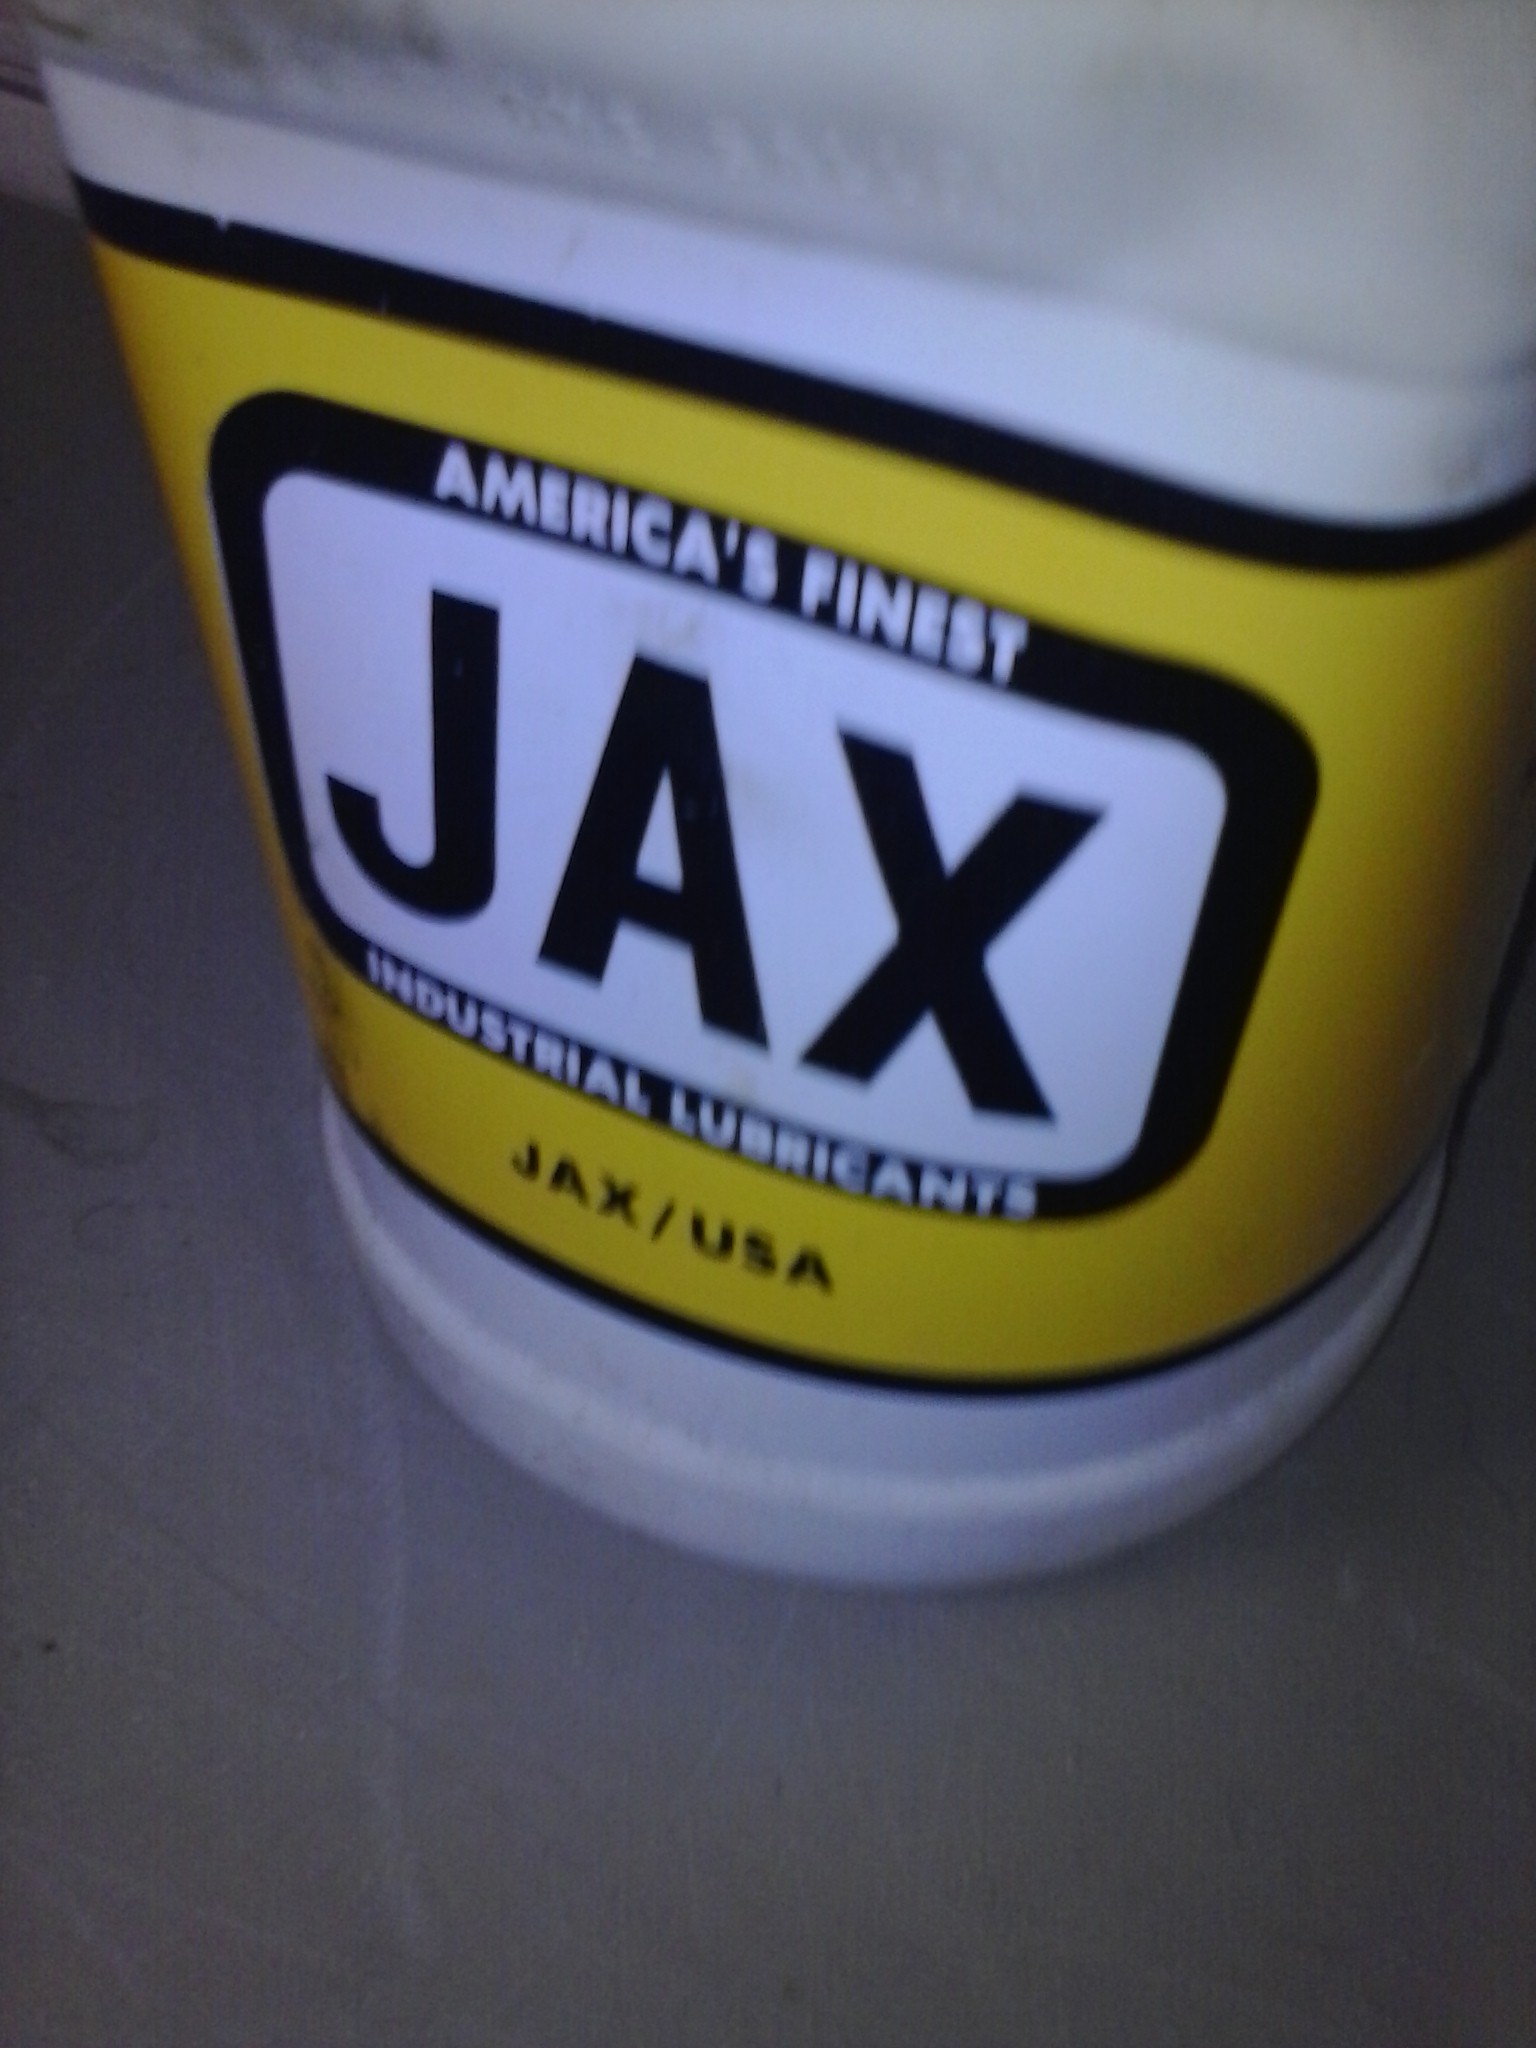 AMERICA'S FINEST
JAX
INDUSTRIAL LUBRICANTS
JAX/USA